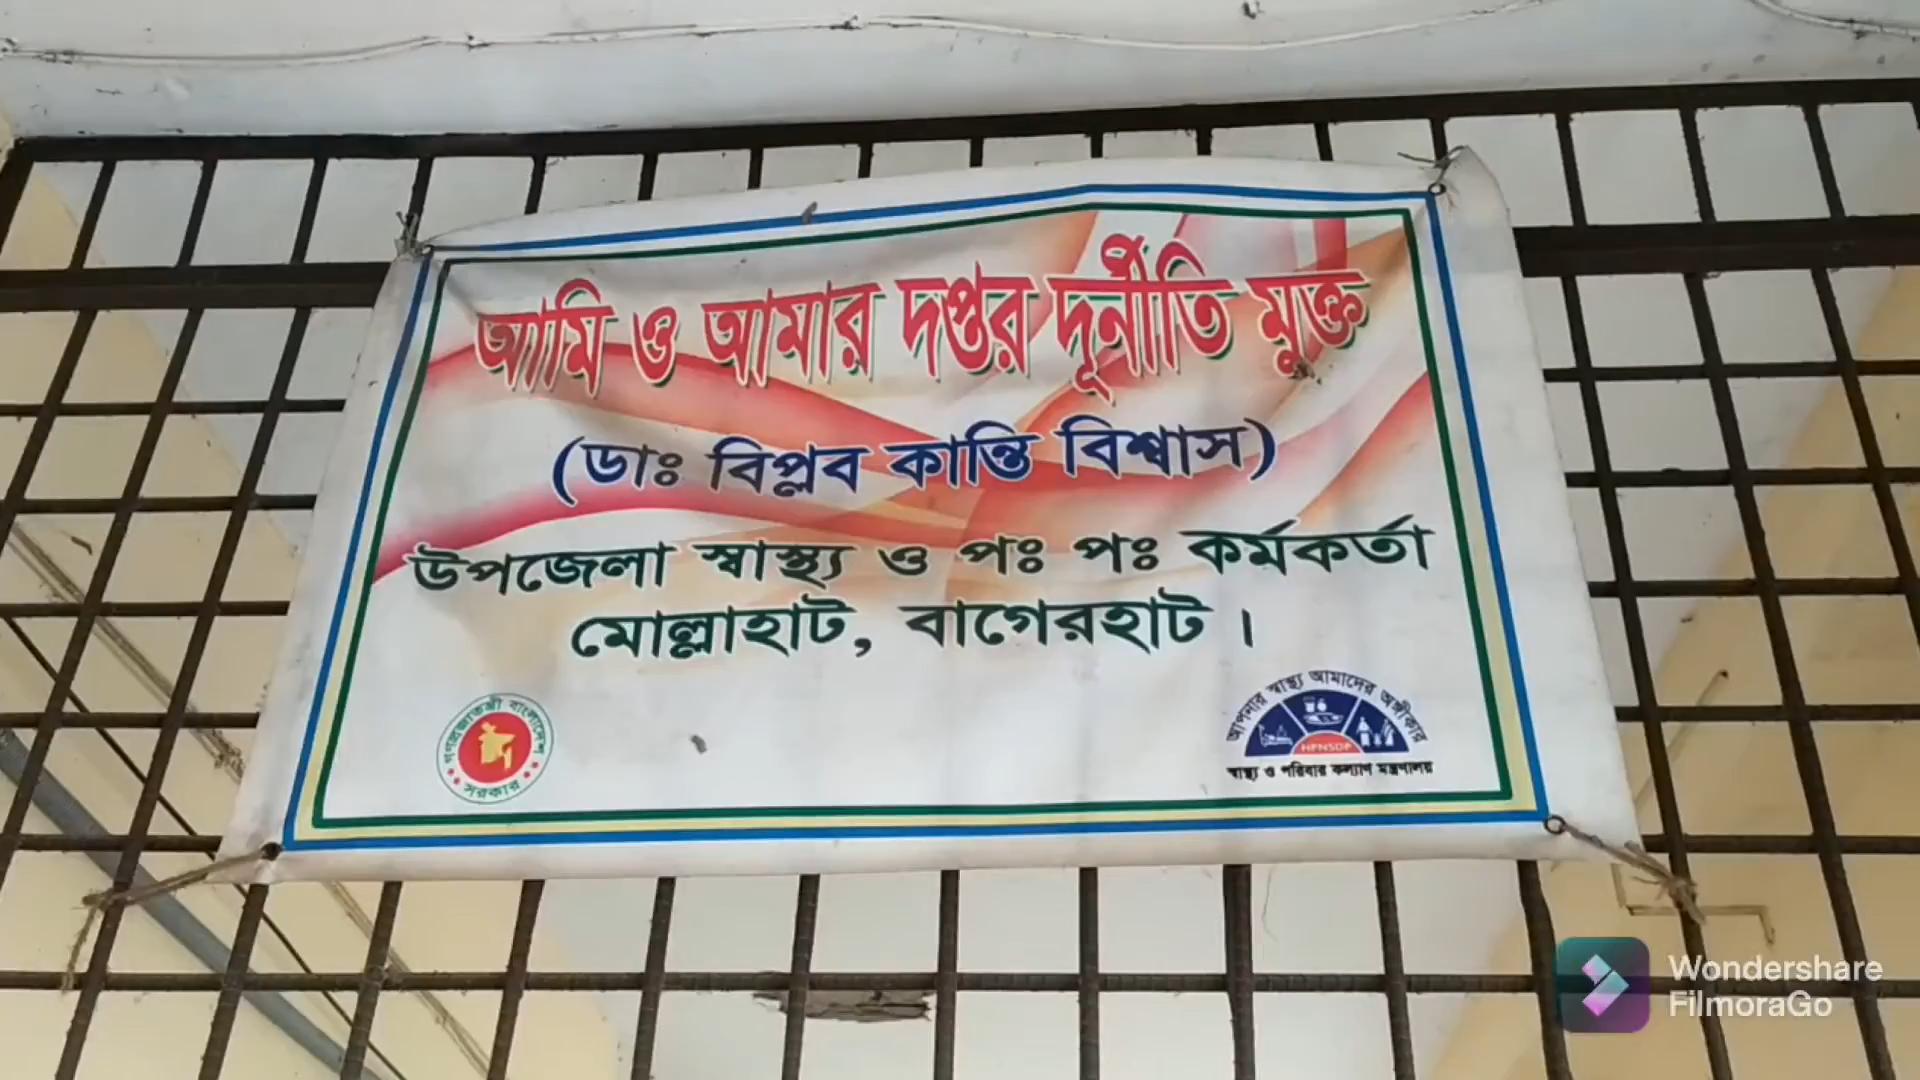 আমি ও আমার দপ্তর দূর্নীতি মুক্ত
(ডাঃ বিপ্লব কান্তি বিশ্বাস)
উপজেলা স্বাস্থ্য ও পঃ পঃ কর্মকর্তা
মোল্লাহাট, বাগেরহাট।
গণপ্রজাতন্ত্রী বাংলাদেশ
সরকার
আপনার স্বাস্থ্য আমাদের অঙ্গীকার
HPNSDP
স্বাস্থ্য ও পরিবার কল্যাণ মন্ত্রণালয়
Wondershare
FilmoraGo